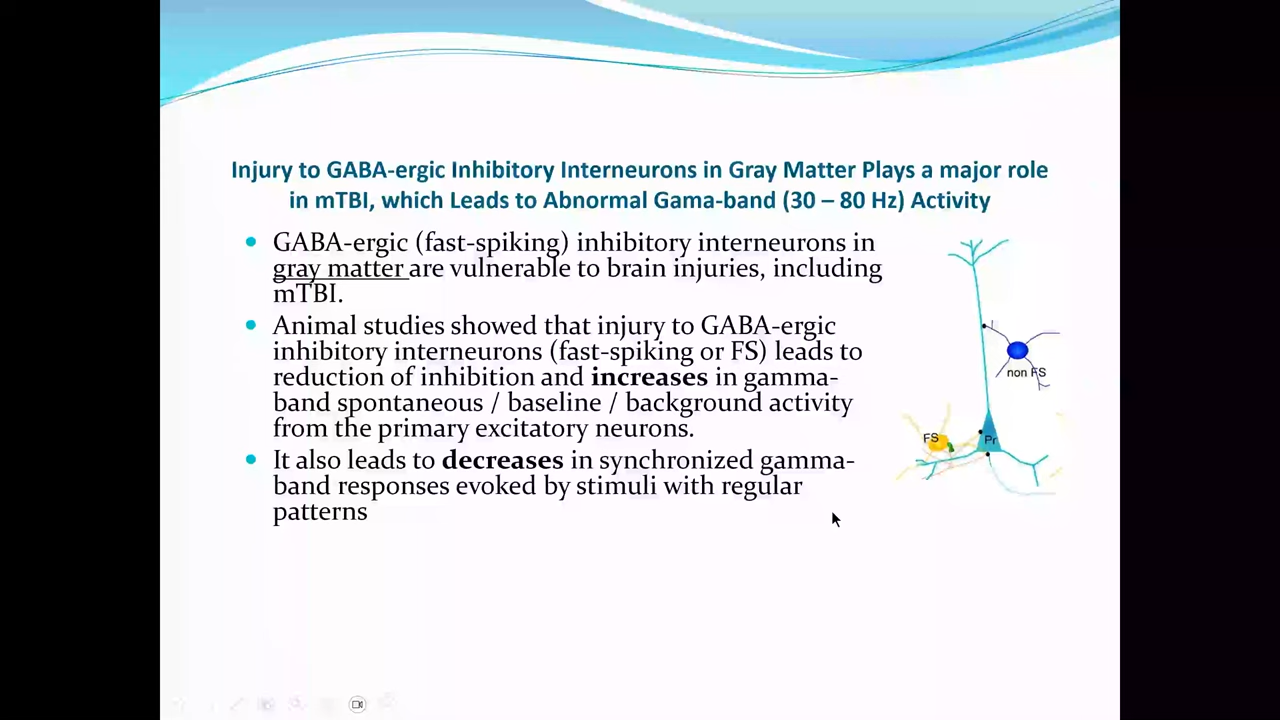 Injury to GABA-ergic Inhibitory Interneurons in Gray Matter Plays a major role
in mTBI, which Leads to Abnormal Gama-band (30 – 80 Hz) Activity
• GABA-ergic (fast-spiking) inhibitory interneurons in
gray matter are vulnerable to brain injuries, including
mTBI.
• Animal studies showed that injury to GABA-ergic
inhibitory interneurons (fast-spiking or FS) leads to
reduction of inhibition and increases in gamma-
band spontaneous / baseline / background activity
from the primary excitatory neurons.
• It also leads to decreases in synchronized gamma-
band responses evoked by stimuli with regular
patterns
non FS
FS
Pr